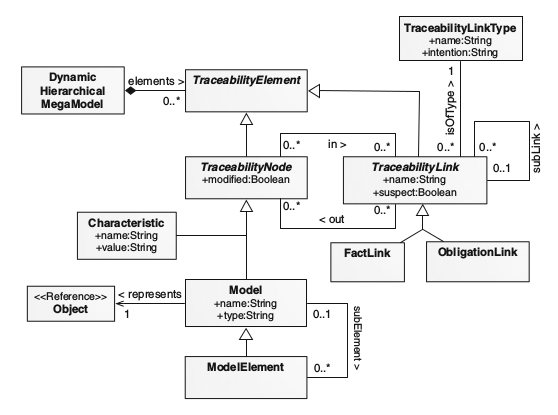 TraceabilityLinkType
+name:String
+intention:String
Dynamic
Hierarchical
MegaModel
elements >
0..*
TraceabilityElement
1
isOfType >
0..*
0..*
0..1
subLink >
TraceabilityNode
+modified:Boolean
0..*
in >
0..*
0..*
< out
0..*
TraceabilityLink
+name:String
+suspect:Boolean
Characteristic
+name:String
+value:String
FactLink
ObligationLink
<<Reference>>
Object
< represents
1
Model
+name:String
+type:String
0..1
subElement >
0..*
ModelElement